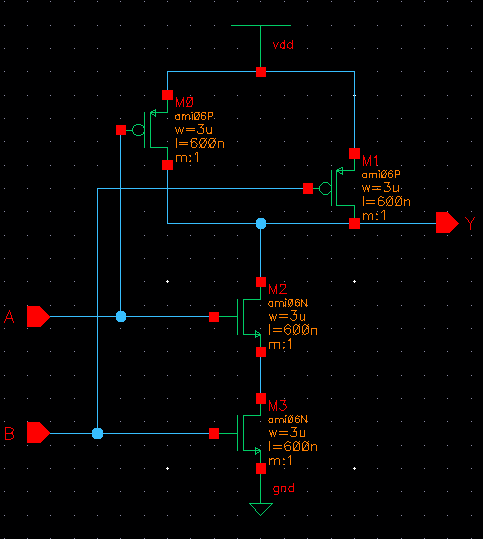 vdd
M0
ami06P
w=3u
l=600n
m:1
M1
ami06P
w=3u
l=600n
m:1
Y
M2
ami06N
w=3u
l=600n
m:1
A
M3
ami06N
w=3u
l=600n
m:1
B
gnd